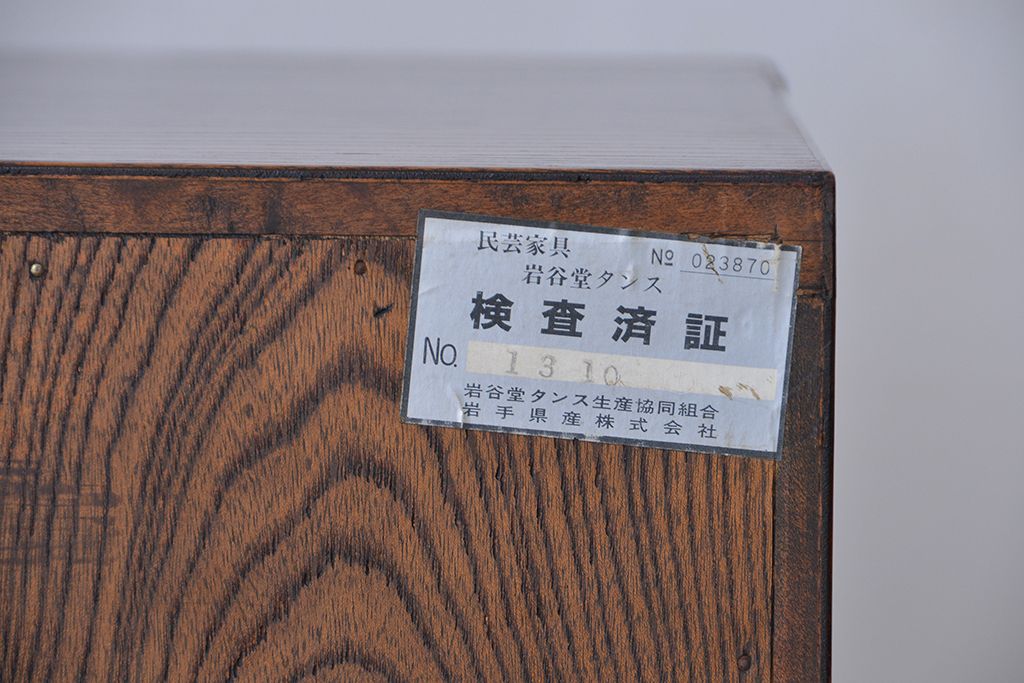 民芸家具 № 023870
岩谷堂タンス
検査済証
NO. 1310
岩谷堂タンス生産協同組合
岩手県産株式会社